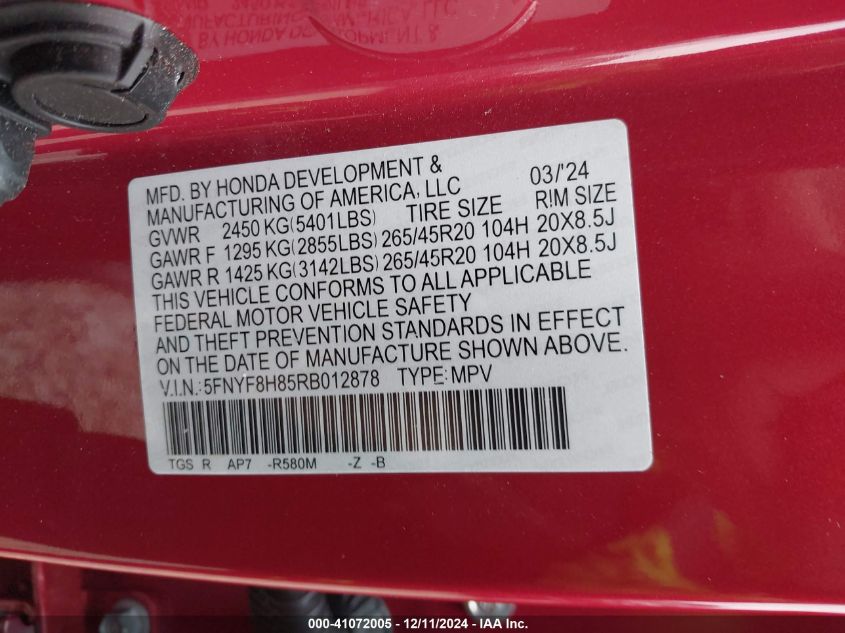 MFD. BY HONDA DEVELOPMENT & 03/'24
MANUFACTURING OF AMERICA, LLC
GVWR 2450 KG(5401LBS) TIRE SIZE R!M SIZE
GAWR F 1295 KG(2855LBS) 265/45R20 104H 20X8.5J
GAWR R 1425 KG(3142LBS) 265/45R20 104H 20X8.5J
THIS VEHICLE CONFORMS TO ALL APPLICABLE
FEDERAL MOTOR VEHICLE SAFETY
AND THEFT PREVENTION STANDARDS IN EFFECT
ON THE DATE OF MANUFACTURE SHOWN ABOVE.
V.I.N.: 5FNYF8H85RB012878 TYPE: MPV
TGS R AP7 -R580M -Z -B
000-41072005 - 12/11/2024 - IAA Inc.